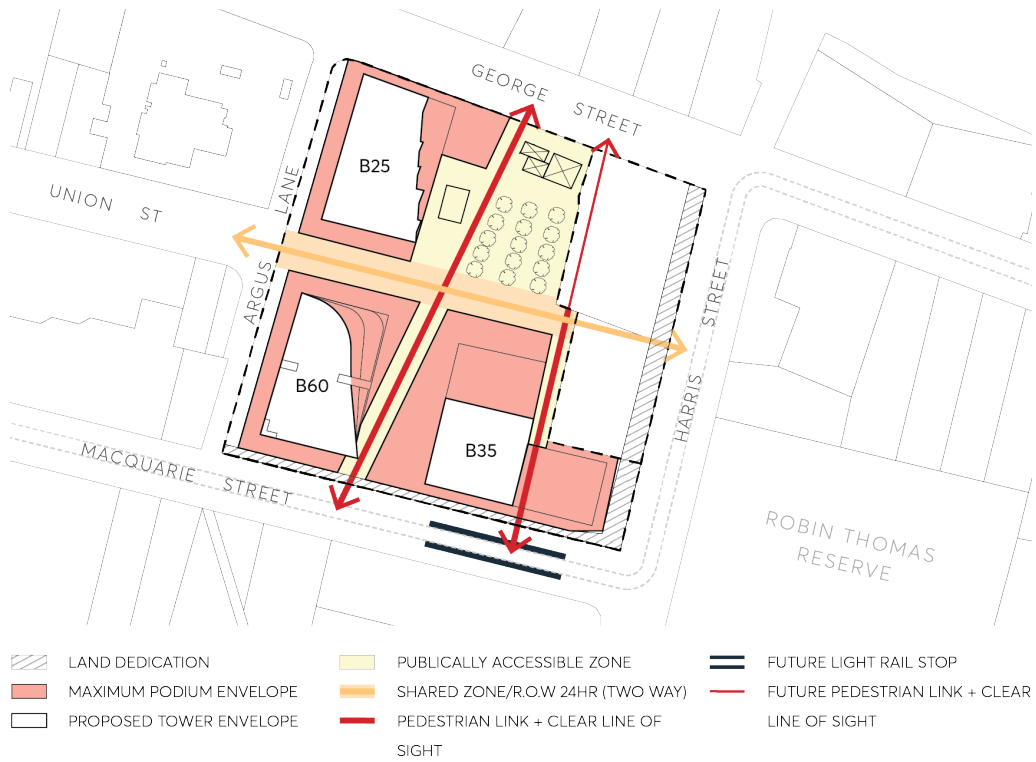 GEORGE STREET
B25
UNION ST
ARGUS LANE
HARRIS STREET
B60
B35
MACQUARIE STREET
ROBIN THOMAS
RESERVE
LAND DEDICATION
MAXIMUM PODIUM ENVELOPE
PROPOSED TOWER ENVELOPE
PUBLICALLY ACCESSIBLE ZONE
SHARED ZONE/R.O.W 24HR (TWO WAY)
PEDESTRIAN LINK + CLEAR LINE OF
SIGHT
FUTURE LIGHT RAIL STOP
FUTURE PEDESTRIAN LINK + CLEAR
LINE OF SIGHT